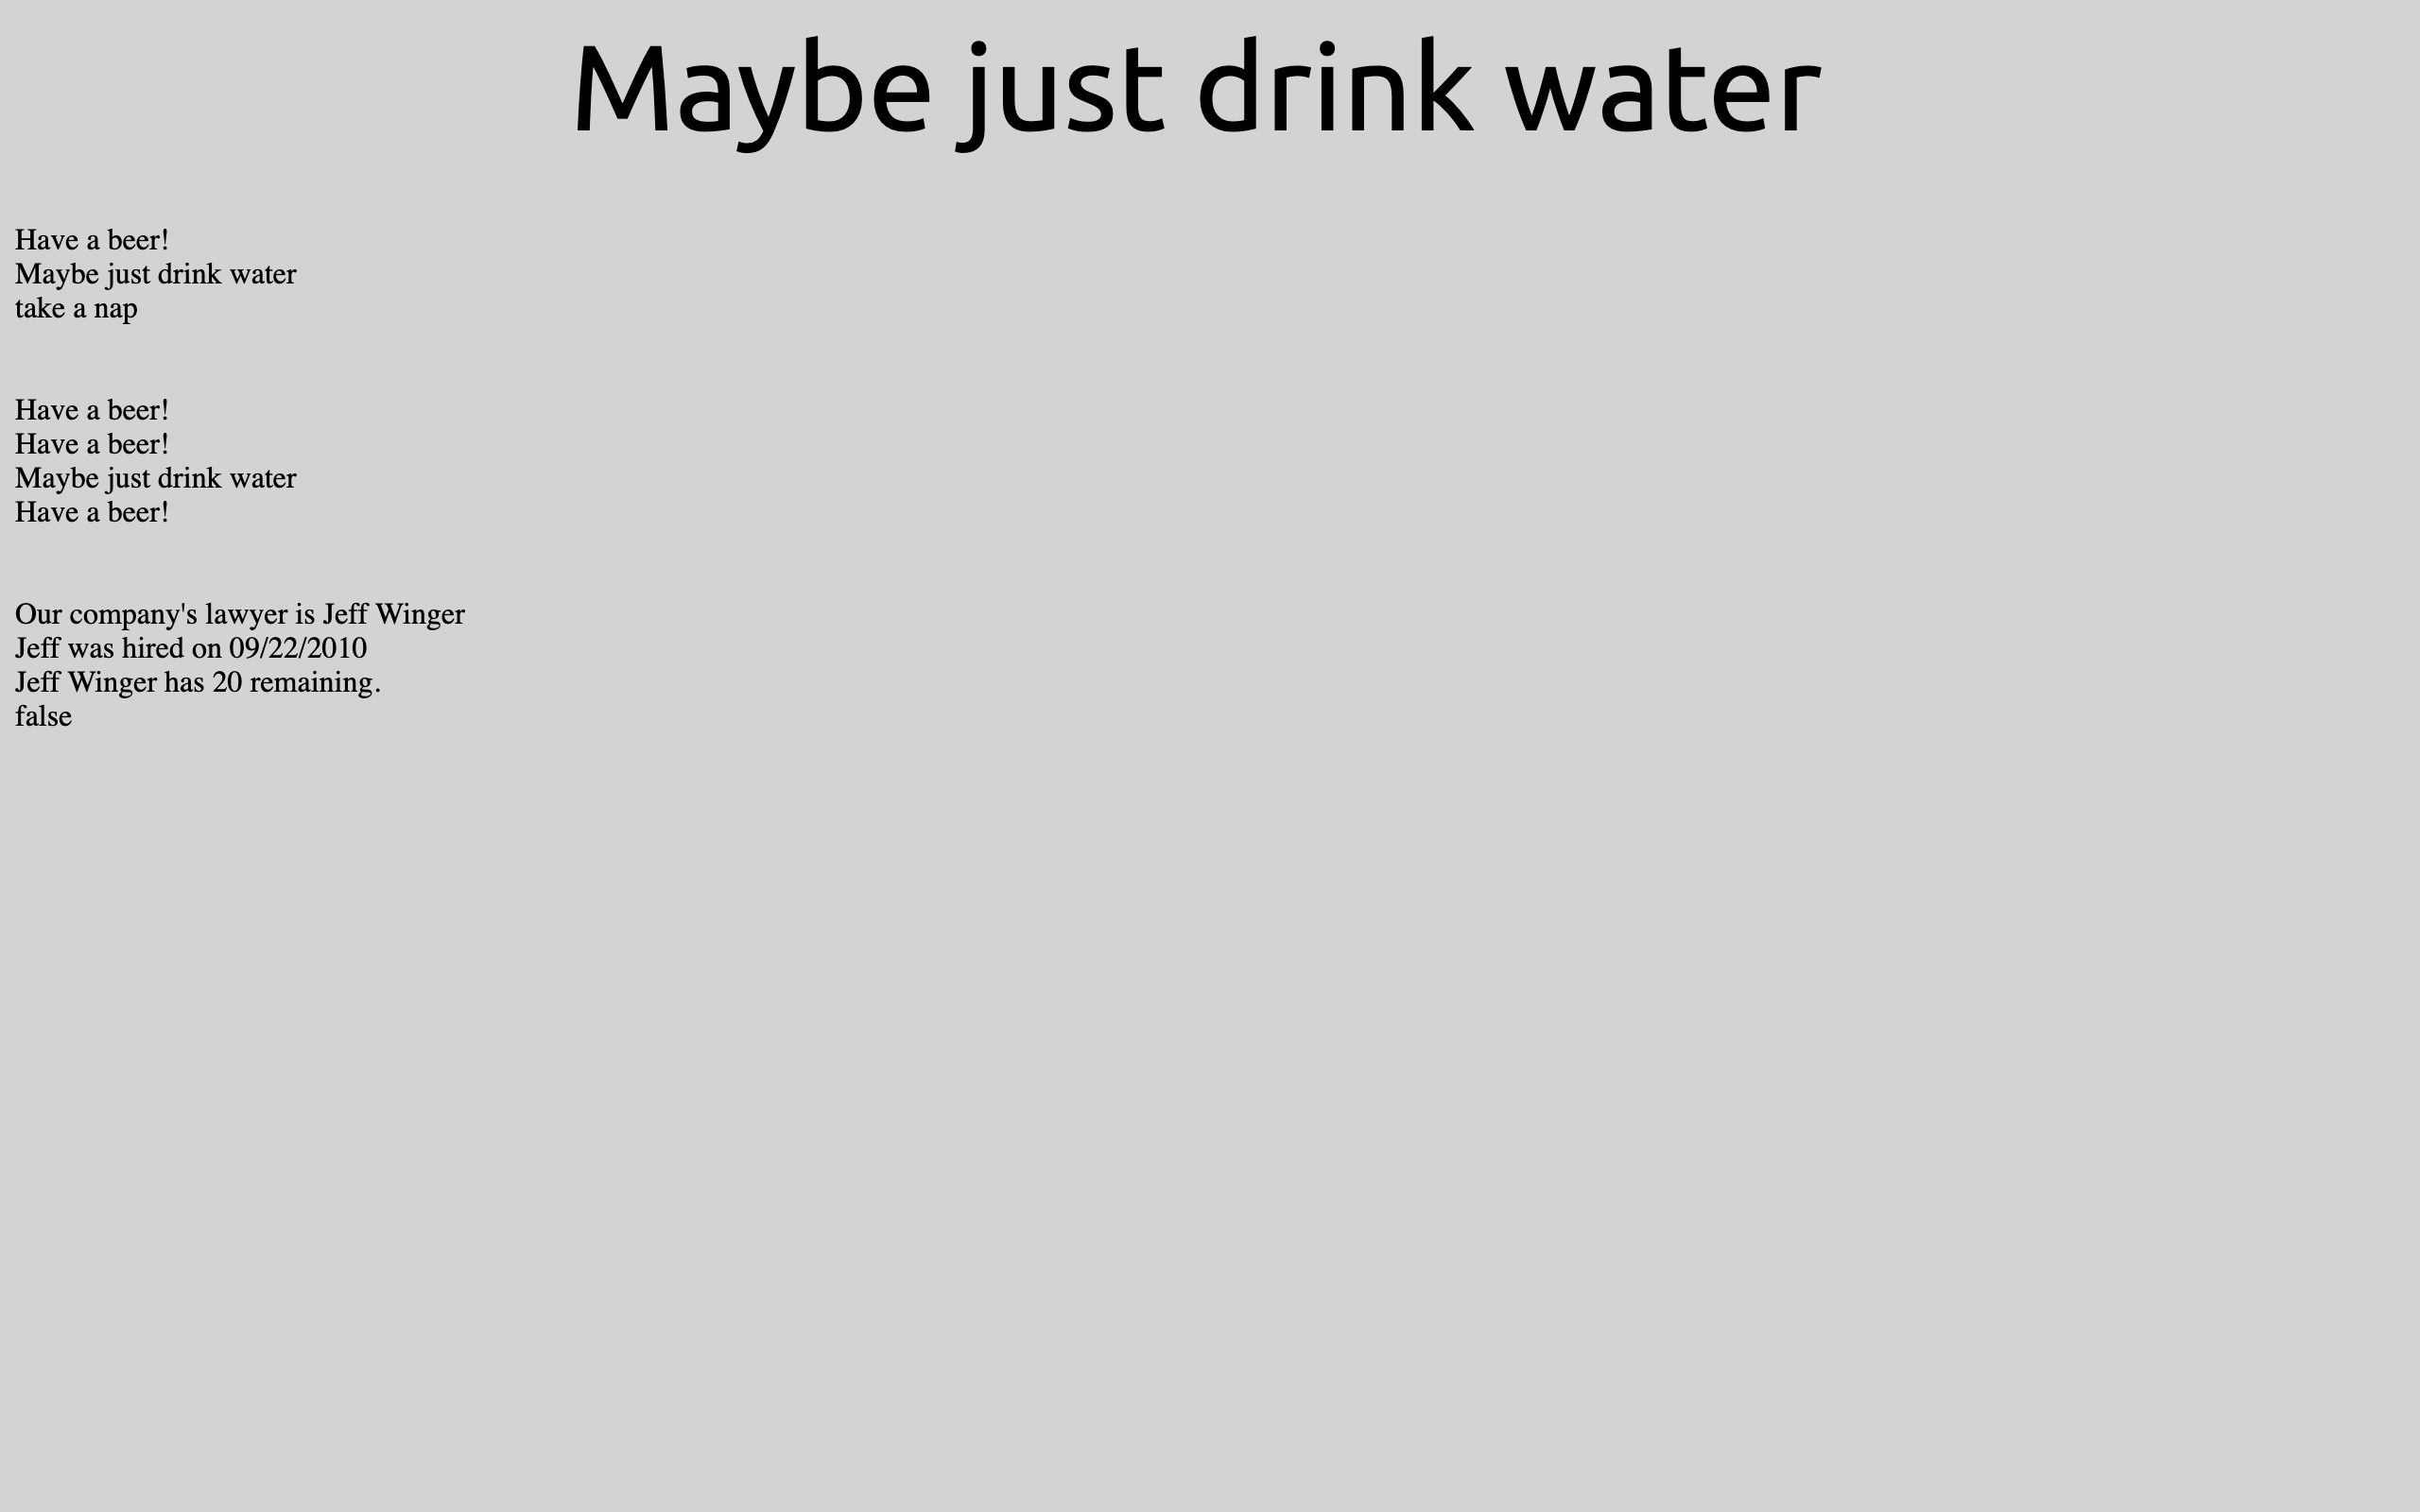 Maybe just drink water
Have a beer!
Maybe just drink water
take a nap
Have a beer!
Have a beer!
Maybe just drink water
Have a beer!
Our company's lawyer is Jeff Winger
Jeff was hired on 09/22/2010
Jeff Winger has 20 remaining.
false